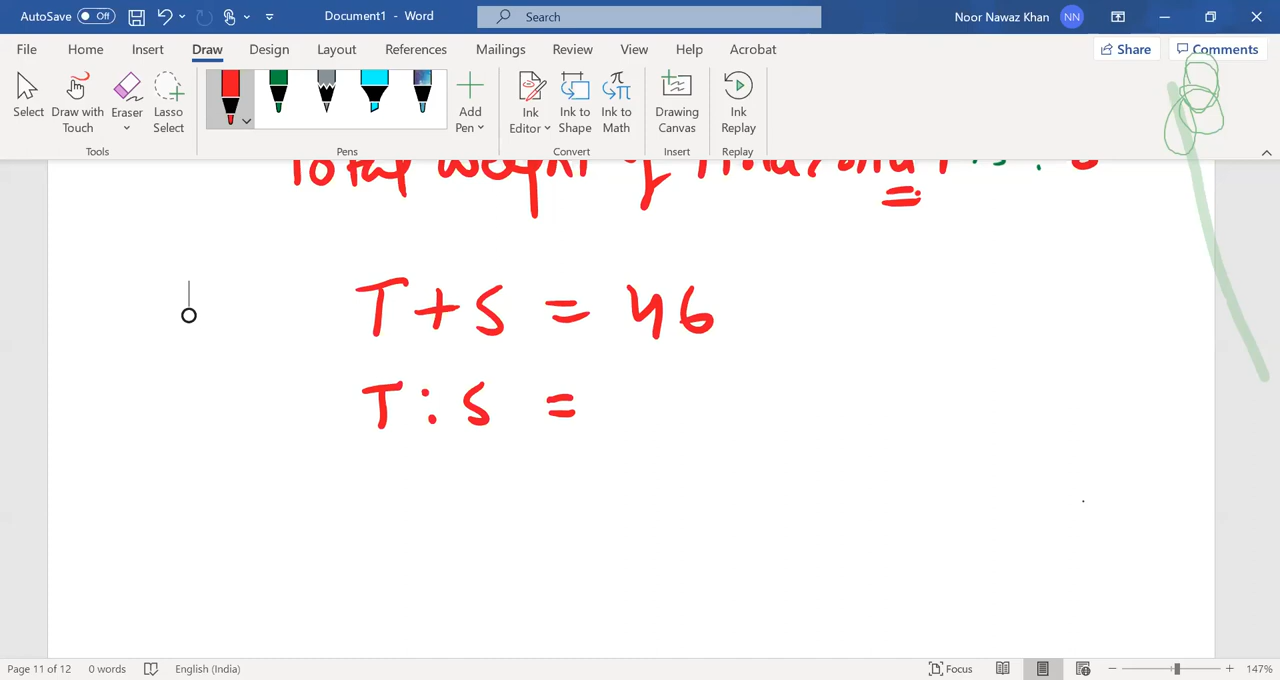 AutoSave Off Document1 - Word Search Noor Nawaz Khan NN
File Home Insert Draw Design Layout References Mailings Review View Help Acrobat Share Comments
Select Draw with Touch Eraser Lasso Select Add Pen Ink Editor Ink to Shape Ink to Math Drawing Canvas Ink Replay
Tools Pens Convert Insert Replay
Total weight of
T + S = 46
T : S =
Page 11 of 12 0 words English (India) Focus 147%